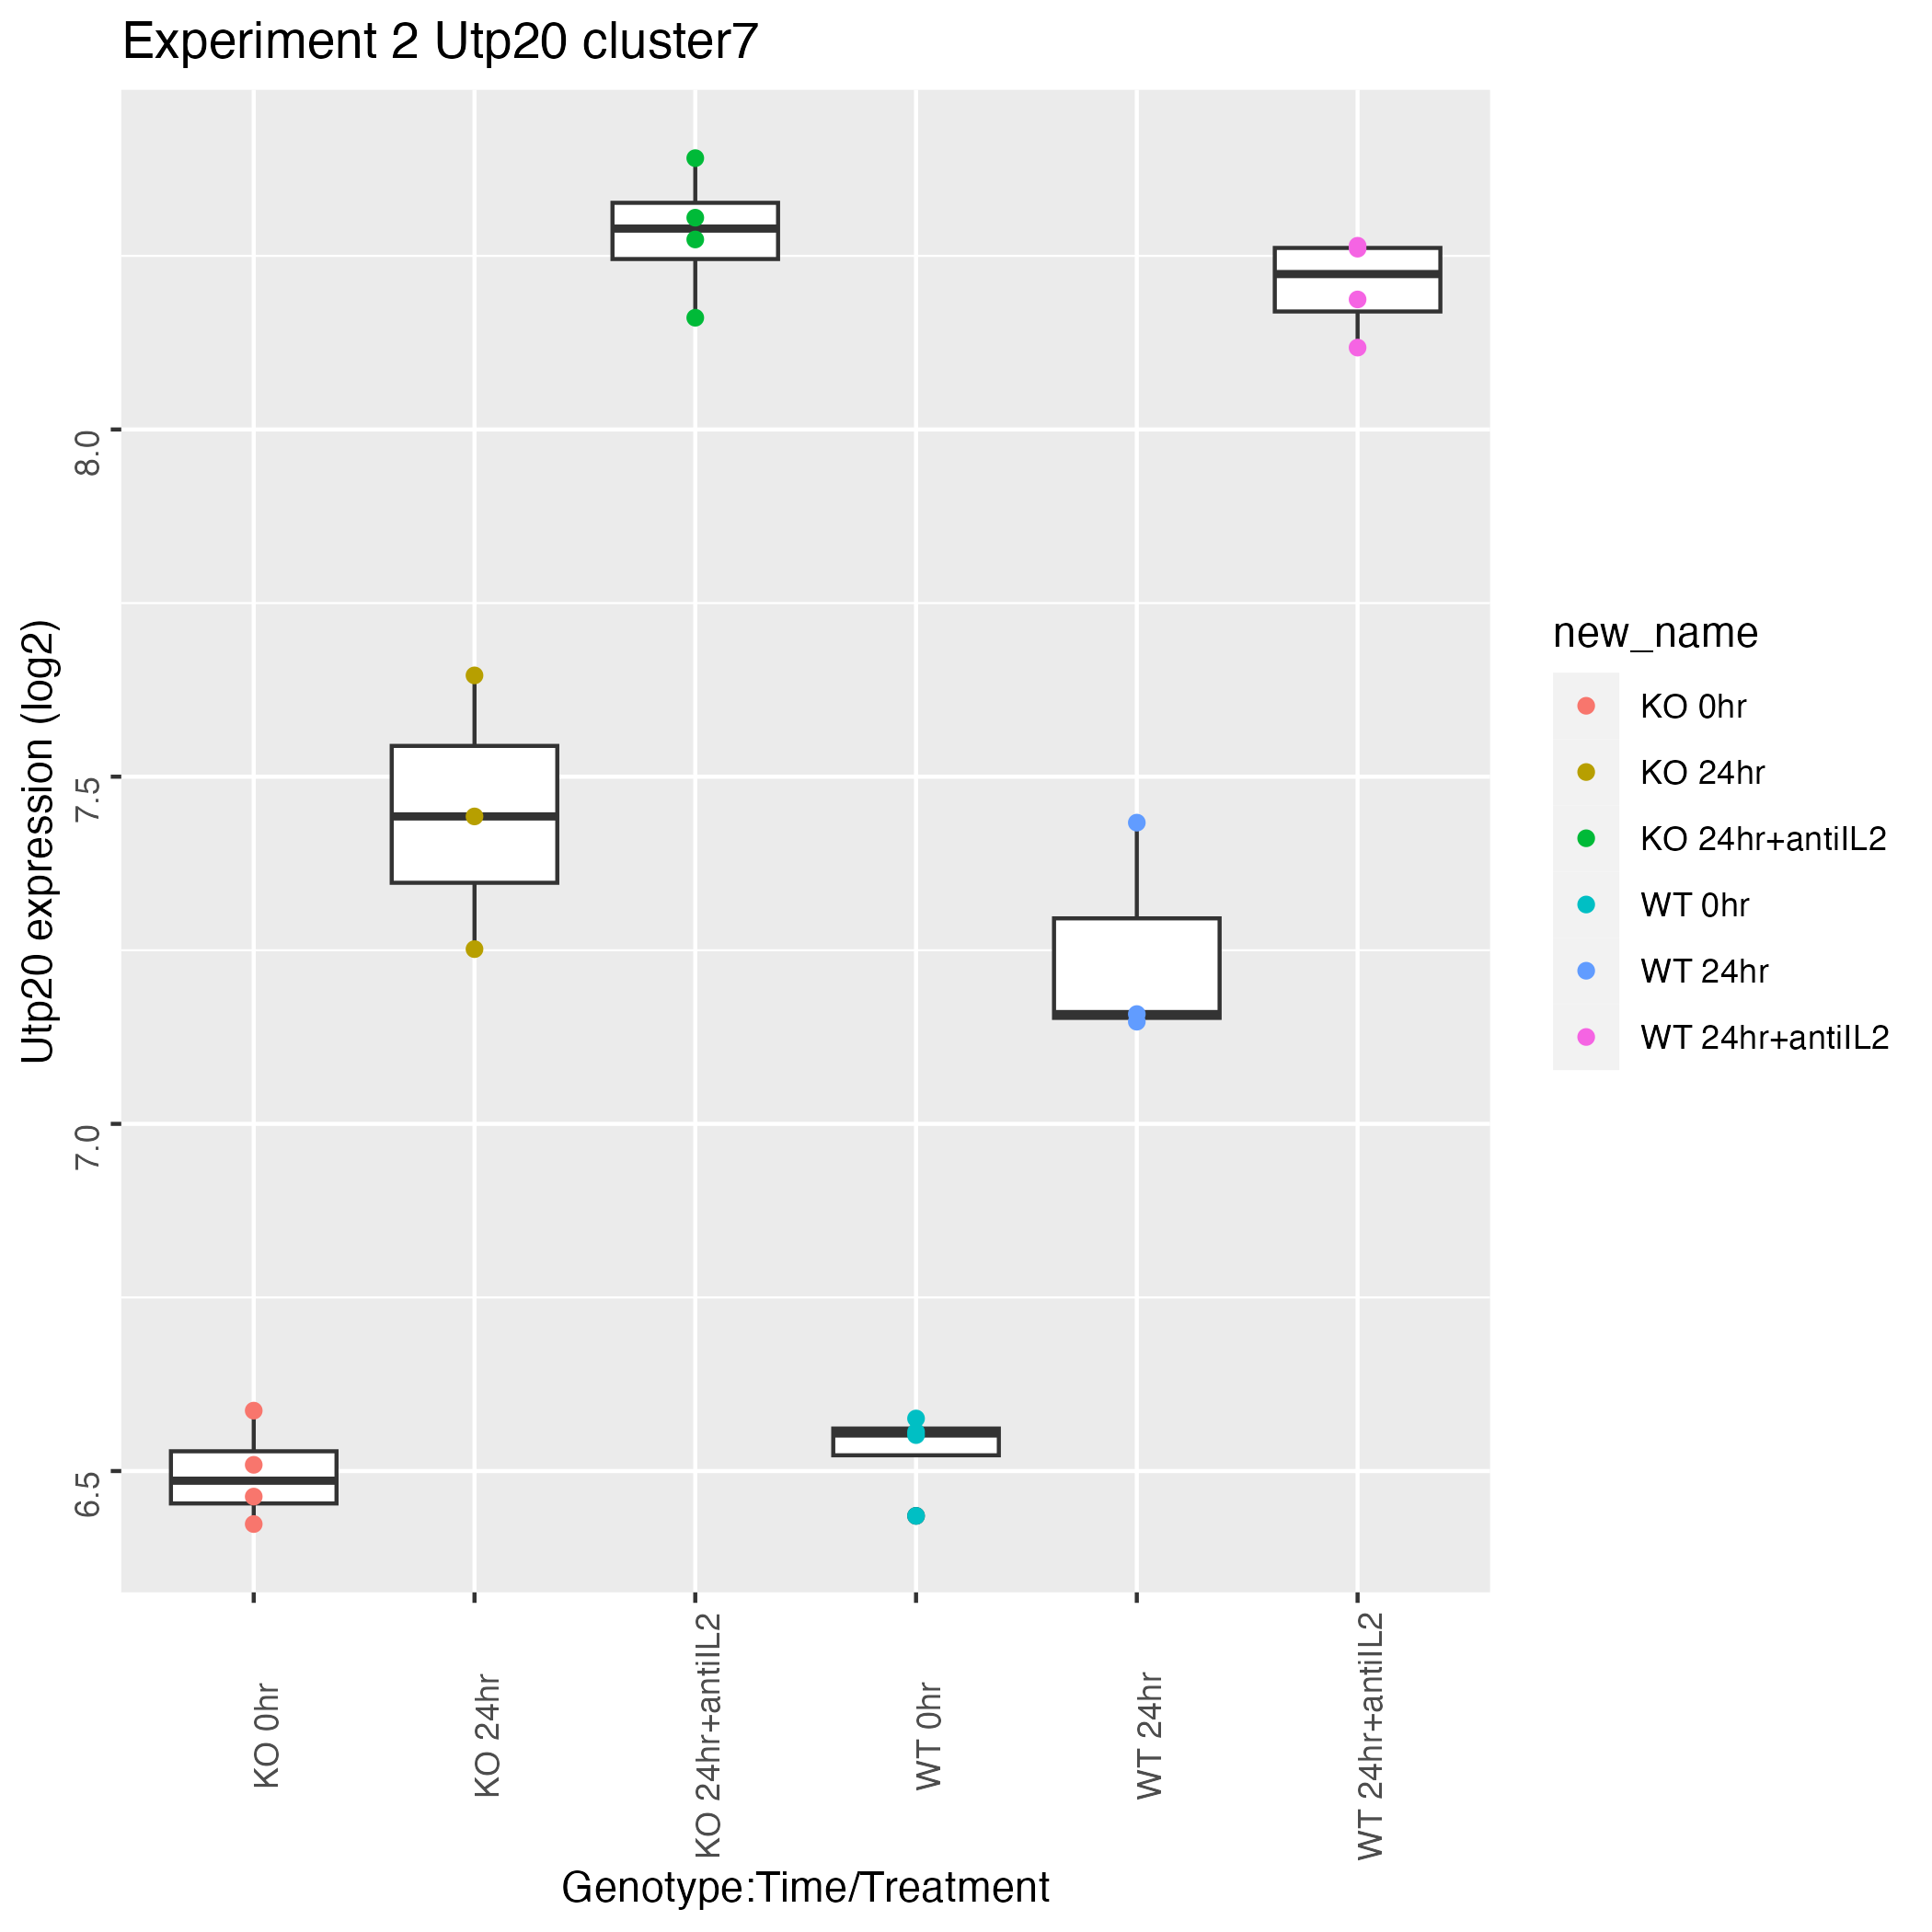 Experiment 2 Utp20 cluster7
Utp20 expression (log2)
8.0
7.5
7.0
6.5
KO 0hr
KO 24hr
KO 24hr+antiIL2
WT 0hr
WT 24hr
WT 24hr+antiIL2
Genotype:Time/Treatment
new_name
KO 0hr
KO 24hr
KO 24hr+antiIL2
WT 0hr
WT 24hr
WT 24hr+antiIL2